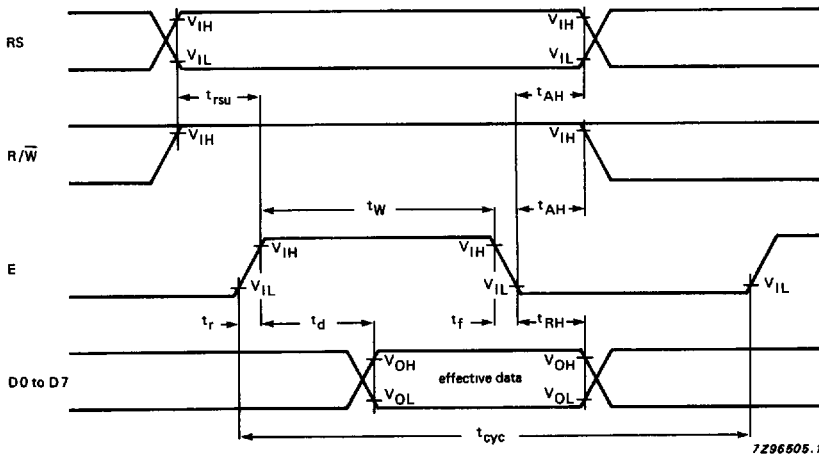 RS
V_IH
V_IL
V_IH
V_IL
t_rsu
t_AH
R/W̅
V_IH
V_IH
t_W
t_AH
E
V_IH
V_IL
V_IH
V_IL
V_IL
t_r
t_d
t_f
t_RH
D0 to D7
V_OH
V_OL
effective data
V_OH
V_OL
t_cyc
7Z96505.1